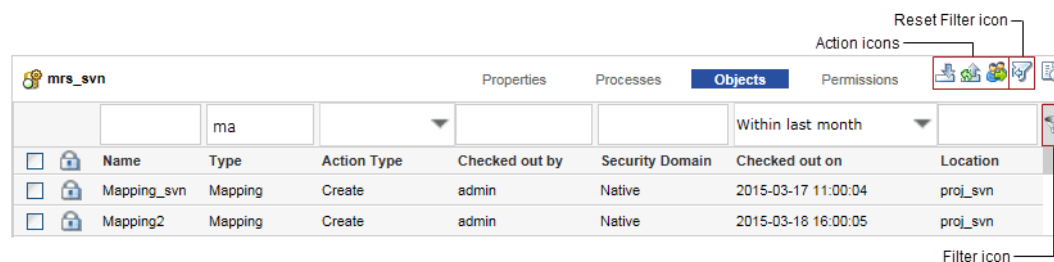 Reset Filter icon
Action icons
mrs_svn Properties Processes Objects Permissions
ma Within last month
Name Type Action Type Checked out by Security Domain Checked out on Location
Mapping_svn Mapping Create admin Native 2015-03-17 11:00:04 proj_svn
Mapping2 Mapping Create admin Native 2015-03-18 16:00:05 proj_svn
Filter icon